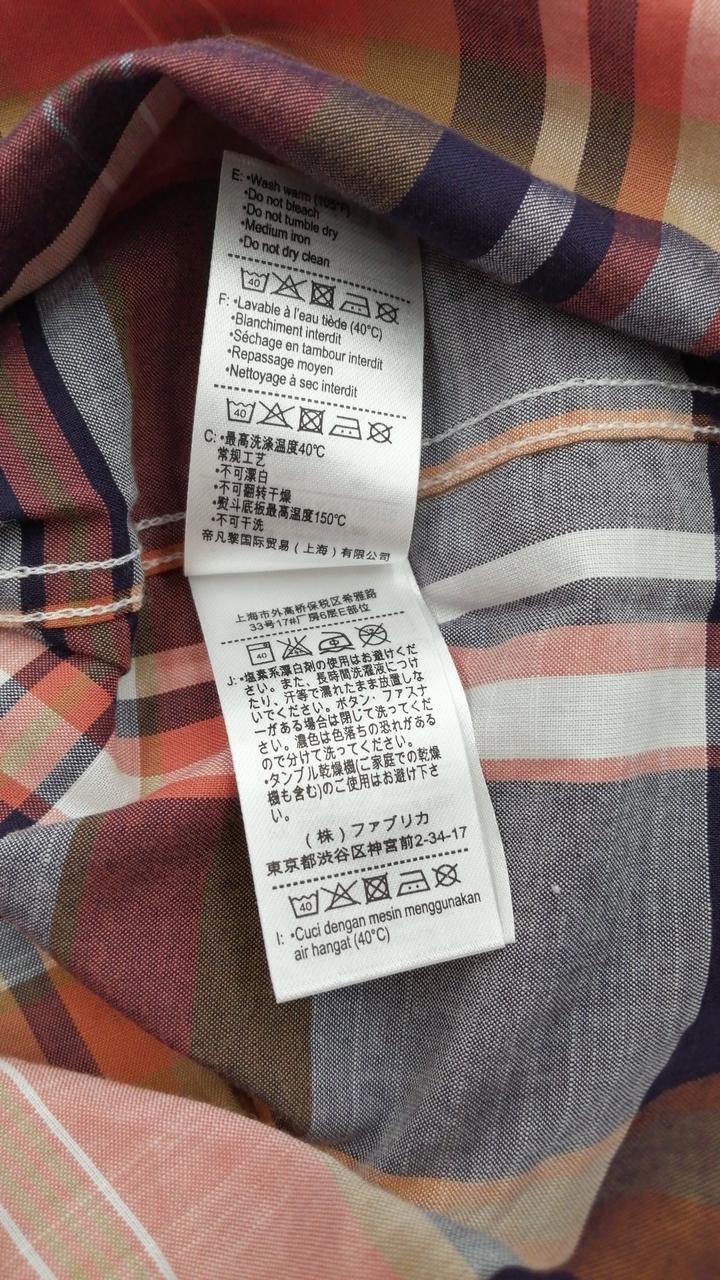 E: •Wash warm (105°F)
•Do not bleach
•Do not tumble dry
•Medium iron
•Do not dry clean
40
F: •Lavable à l'eau tiède (40°C)
•Blanchiment interdit
•Séchage en tambour interdit
•Repassage moyen
•Nettoyage à sec interdit
40
C: •最高洗涤温度40℃
常规工艺
•不可漂白
•不可翻转干燥
•熨斗底板最高温度150℃
•不可干洗
帝凡黎国际贸易(上海)有限公司
上海市外高桥保税区希雅路
33号17#厂房6层E部位
40
J: •塩素系漂白剤の使用はお避けくだ
さい。また、長時間洗濯液につけ
たり、汗等で濡れたまま放置しな
いでください。ボタン・ファスナ
ーがある場合は閉じて洗ってくだ
さい。濃色は色落ちの恐れがある
ので分けて洗ってください。
•タンブル乾燥機(ご家庭での乾燥
機も含む)のご使用はお避け下さ
い。
(株)ファブリカ
東京都渋谷区神宮前2-34-17
40
I: •Cuci dengan mesin menggunakan
air hangat (40°C)